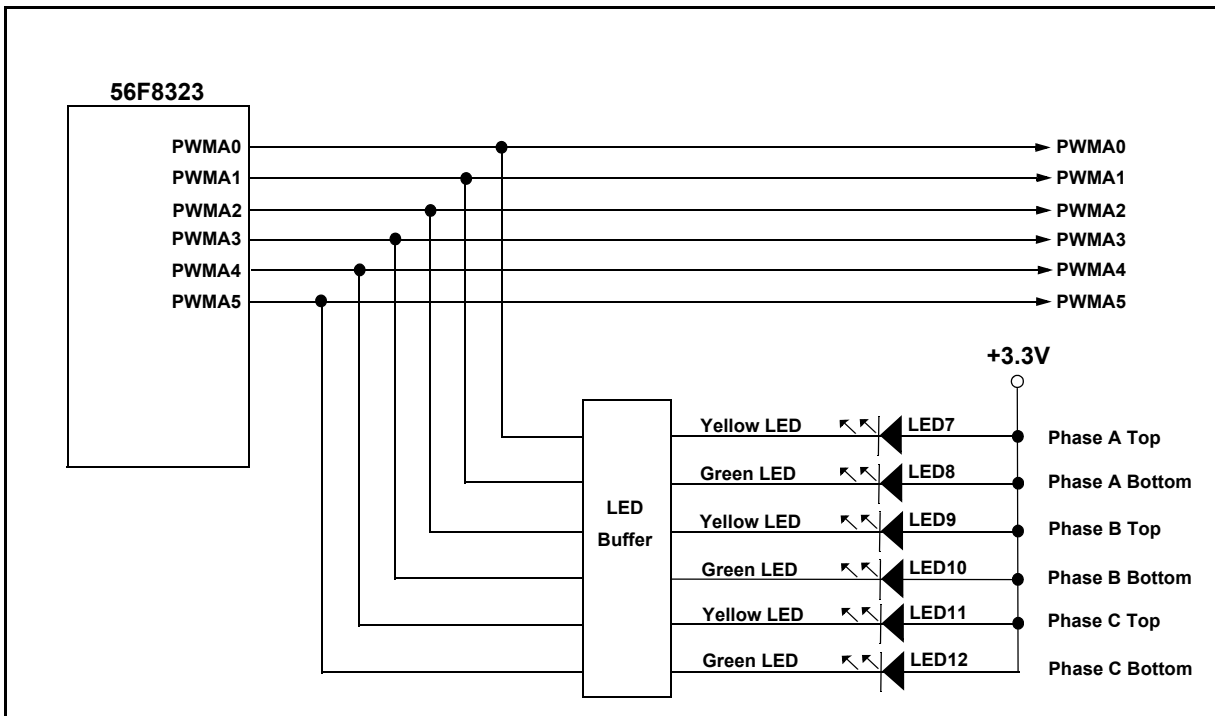 56F8323
PWMA0
PWMA0
PWMA1
PWMA1
PWMA2
PWMA2
PWMA3
PWMA3
PWMA4
PWMA4
PWMA5
PWMA5
+3.3V
LED
Buffer
Yellow LED
LED7
Phase A Top
Green LED
LED8
Phase A Bottom
Yellow LED
LED9
Phase B Top
Green LED
LED10
Phase B Bottom
Yellow LED
LED11
Phase C Top
Green LED
LED12
Phase C Bottom